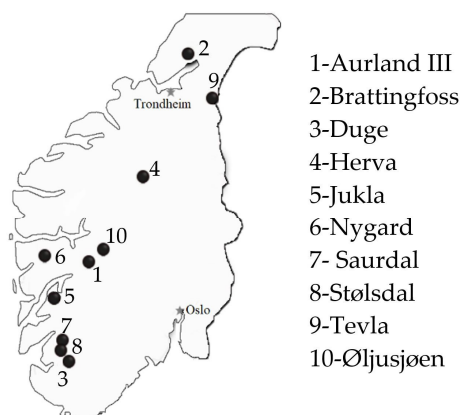 2
9
Trondheim
4
10
6
1
5
Oslo
7
8
3
1-Aurland III
2-Brattingfoss
3-Duge
4-Herva
5-Jukla
6-Nygard
7- Saurdal
8-Stølsdal
9-Tevla
10-Øljusjøen